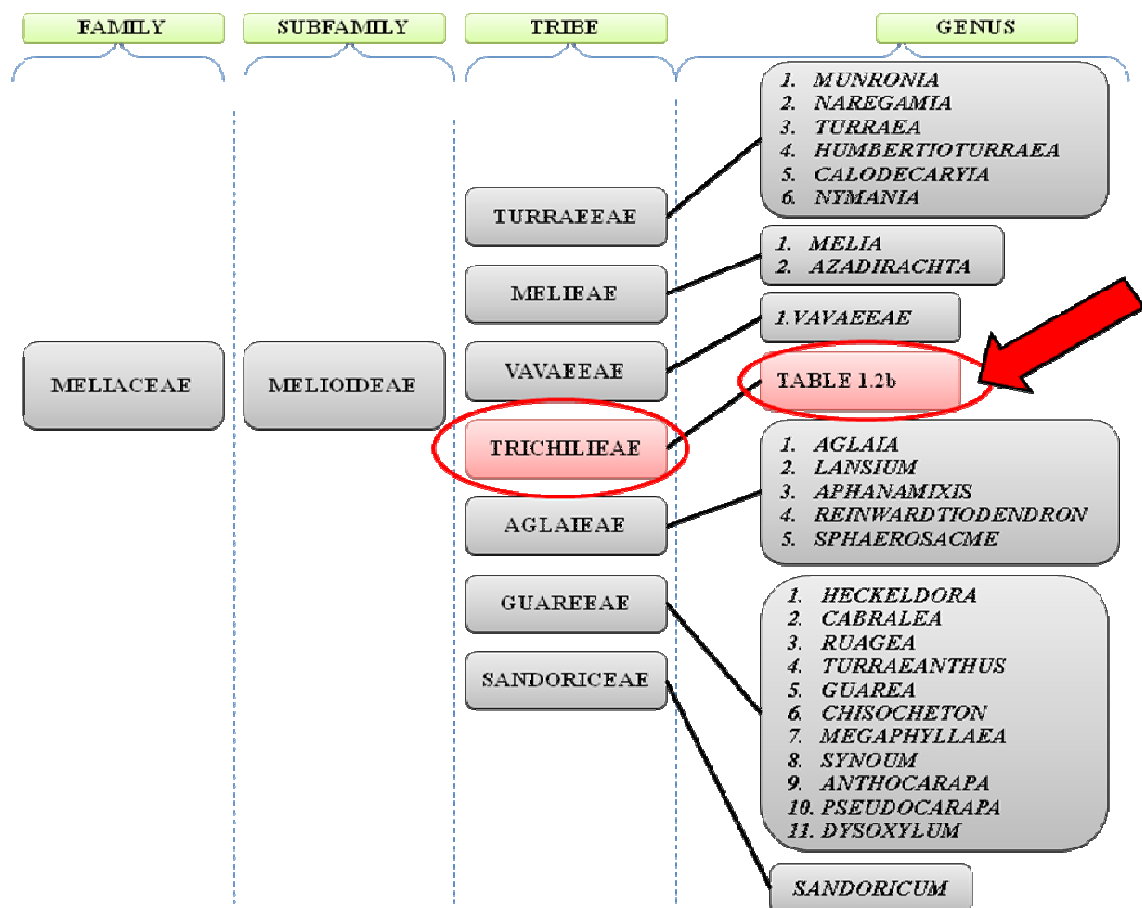 FAMILY SUBFAMILY TRIBE GENUS
MELIACEAE
MELIOIDEAE
TURRAEEAE
1. MUNRONIA
2. NAREGAMIA
3. TURRAEA
4. HUMBERTIOTURRAEA
5. CALODECARYIA
6. NYMANIA
MELIEAE
1. MELIA
2. AZADIRACHTA
VAVAEEAE
1. VAVAEEAE
TRICHILIEAE
TABLE 1.2b
AGLAIEAE
1. AGLAIA
2. LANSIUM
3. APHANAMIXIS
4. REINWARDTIODENDRON
5. SPHAEROSACME
GUAREEAE
1. HECKELDORA
2. CABRALEA
3. RUAGEA
4. TURRAEANTHUS
5. GUAREA
6. CHISOCHETON
7. MEGAPHYLLAEA
8. SYNOUM
9. ANTHOCARAPA
10. PSEUDOCARAPA
11. DYSOXYLUM
SANDORICEAE
SANDORICUM